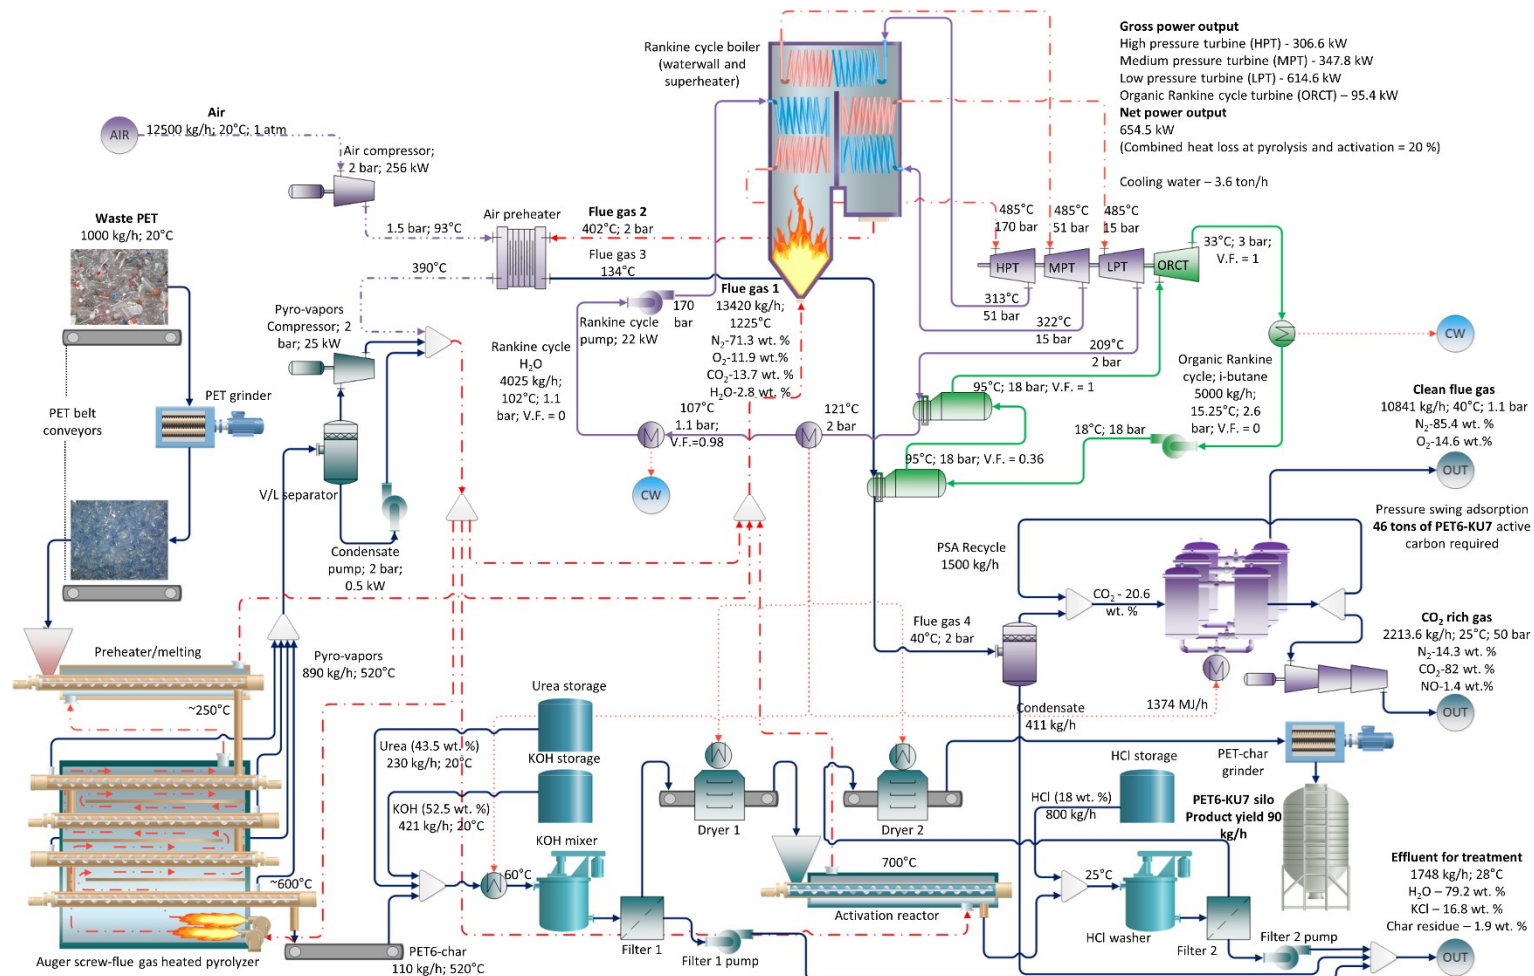 Gross power output
High pressure turbine (HPT) - 306.6 kW
Medium pressure turbine (MPT) - 347.8 kW
Low pressure turbine (LPT) - 614.6 kW
Organic Rankine cycle turbine (ORCT) – 95.4 kW
Net power output
654.5 kW
(Combined heat loss at pyrolysis and activation = 20 %)
Cooling water – 3.6 ton/h
Rankine cycle boiler
(waterwall and
superheater)
Air
12500 kg/h; 20°C; 1 atm
AIR
Air compressor;
2 bar; 256 kW
Waste PET
1000 kg/h; 20°C
1.5 bar; 93°C
Air preheater
Flue gas 2
402°C; 2 bar
Flue gas 3
134°C
390°C
485°C
170 bar
485°C
51 bar
485°C
15 bar
HPT
MPT
LPT
ORCT
33°C; 3 bar;
V.F. = 1
313°C
51 bar
322°C
15 bar
209°C
2 bar
CW
Pyro-vapors
Compressor; 2
bar; 25 kW
Rankine cycle
pump; 22 kW
170
bar
Flue gas 1
13420 kg/h;
1225°C
N2-71.3 wt. %
O2-11.9 wt. %
CO2-13.7 wt. %
H2O-2.8 wt. %
Rankine cycle
H2O
4025 kg/h;
102°C; 1.1
bar; V.F. = 0
107°C
1.1 bar;
V.F.=0.98
M
121°C
2 bar
M
CW
95°C; 18 bar; V.F. = 1
95°C; 18 bar; V.F. = 0.36
18°C; 18 bar
Organic Rankine
cycle; i-butane
5000 kg/h;
15.25°C; 2.6
bar; V.F. = 0
Clean flue gas
10841 kg/h; 40°C; 1.1 bar
N2-85.4 wt. %
O2-14.6 wt.%
OUT
PET grinder
PET belt
conveyors
V/L separator
Condensate
pump; 2 bar;
0.5 kW
Pressure swing adsorption
46 tons of PET6-KU7 active
carbon required
PSA Recycle
1500 kg/h
CO2 - 20.6
wt. %
Flue gas 4
40°C; 2 bar
CO2 rich gas
2213.6 kg/h; 25°C; 50 bar
N2-14.3 wt. %
CO2-82 wt. %
NO-1.4 wt.%
OUT
M
1374 MJ/h
Condensate
411 kg/h
Preheater/melting
~250°C
Pyro-vapors
890 kg/h; 520°C
Urea storage
Urea (43.5 wt. %)
230 kg/h; 20°C
KOH storage
KOH (52.5 wt. %)
421 kg/h; 20°C
KOH mixer
60°C
Dryer 1
Dryer 2
HCl storage
HCl (18 wt. %)
800 kg/h
PET-char
grinder
PET6-KU7 silo
Product yield 90
kg/h
700°C
Activation reactor
25°C
HCl washer
Filter 1
Filter 1 pump
Filter 2
Filter 2 pump
Effluent for treatment
1748 kg/h; 28°C
H2O – 79.2 wt. %
KCl – 16.8 wt. %
Char residue – 1.9 wt. %
OUT
~600°C
Auger screw-flue gas heated pyrolyzer
PET6-char
110 kg/h; 520°C